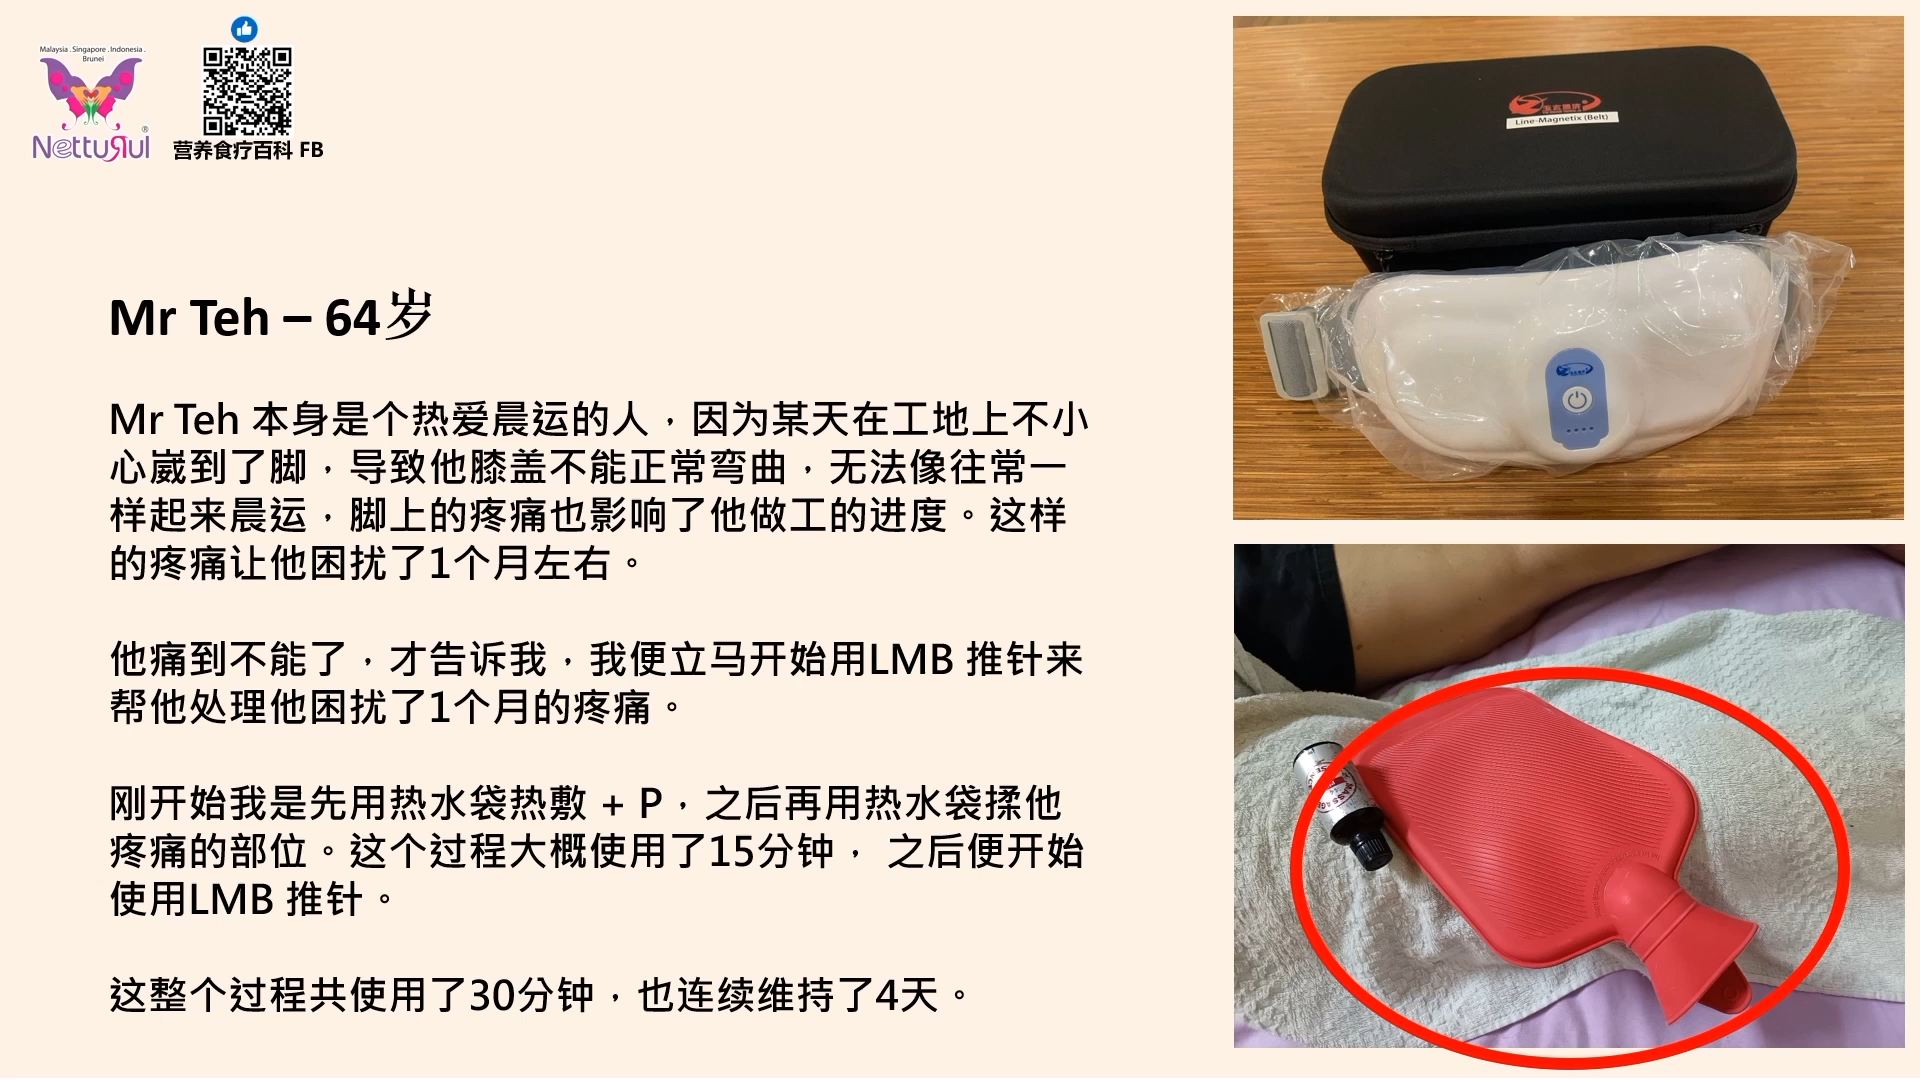 Malaysia . Singapore . Indonesia .
Brunei
NettuЯul®
营养食疗百科 FB
Line-Magnetix (Belt)
Mr Teh – 64岁
Mr Teh 本身是个热爱晨运的人，因为某天在工地上不小
心崴到了脚，导致他膝盖不能正常弯曲，无法像往常一
样起来晨运，脚上的疼痛也影响了他做工的进度。这样
的疼痛让他困扰了1个月左右。
他痛到不能了，才告诉我，我便立马开始用LMB 推针来
帮他处理他困扰了1个月的疼痛。
刚开始我是先用热水袋热敷 + P，之后再用热水袋揉他
疼痛的部位。这个过程大概使用了15分钟， 之后便开始
使用LMB 推针。
这整个过程共使用了30分钟，也连续维持了4天。